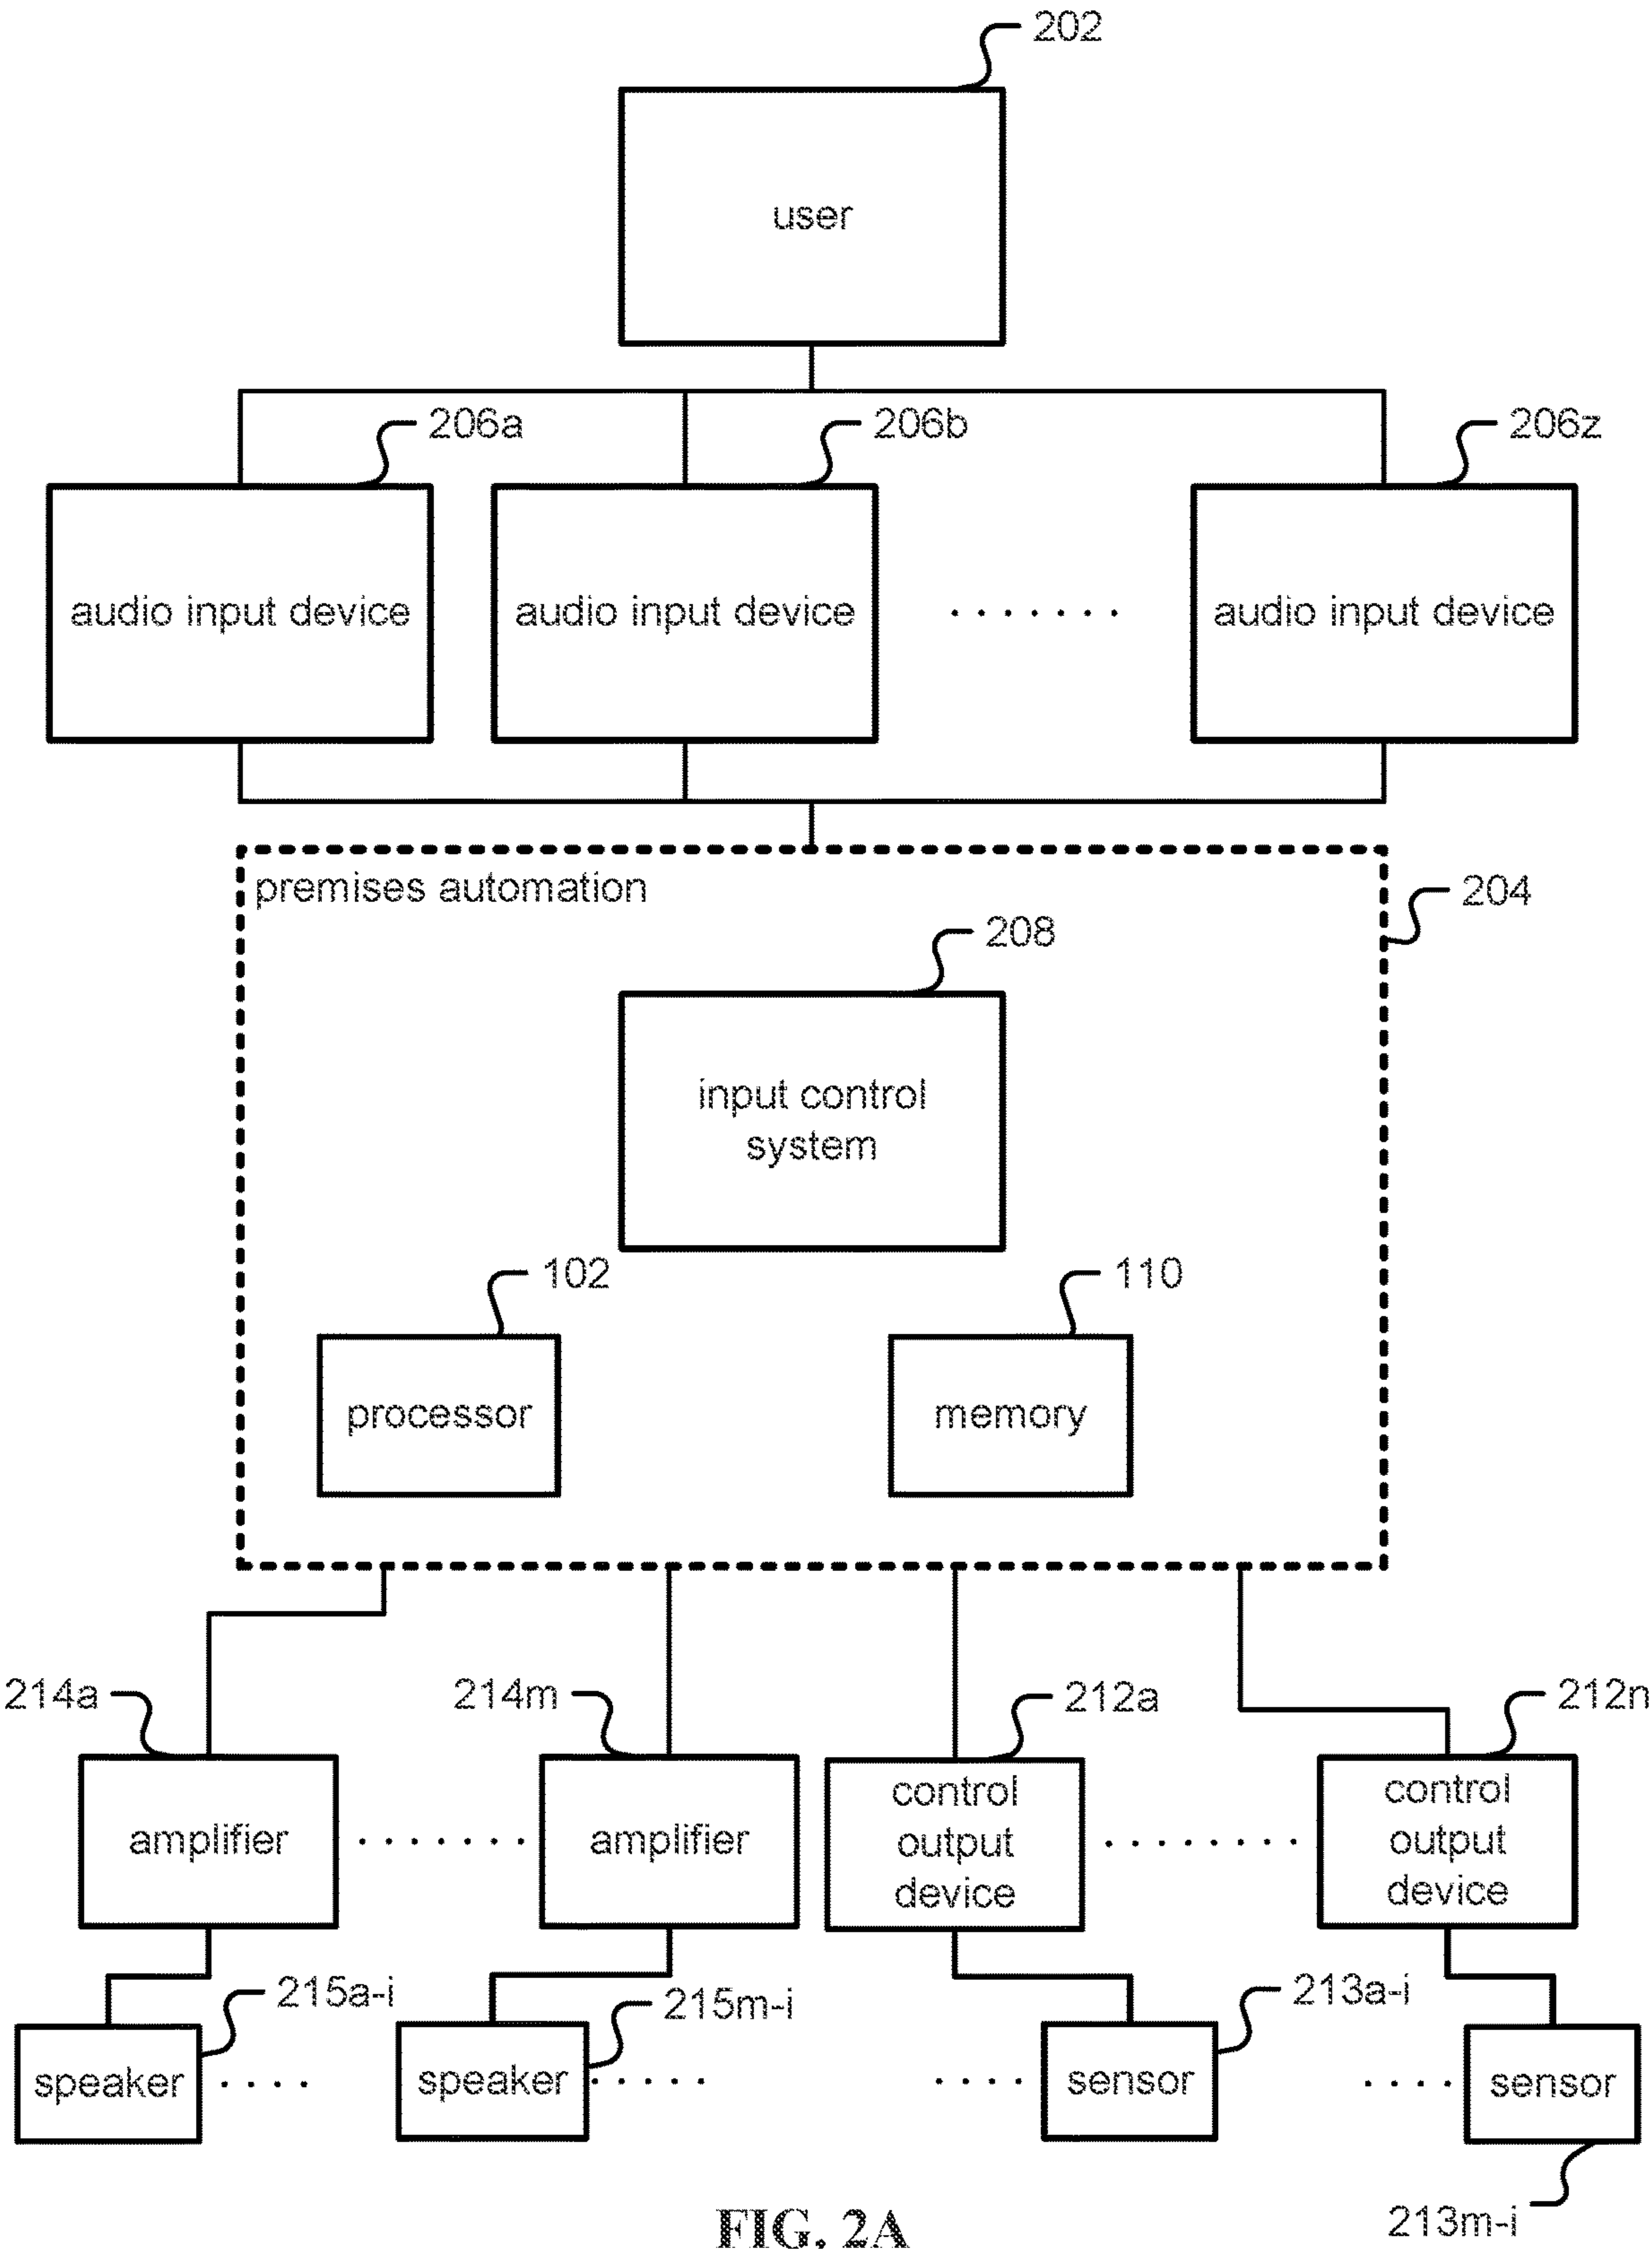 202
user
206a
206b
206z
audio input device
audio input device
. . . . . . .
audio input device
premises automation
204
208
input control
system
102
110
processor
memory
214a
214m
212a
212n
amplifier
. . . . . . .
amplifier
control
output
device
. . . . . . . .
control
output
device
215a-i
215m-i
213a-i
speaker
. . . .
speaker
. . . . .
. . . .
sensor
. . . .
sensor
213m-i
FIG. 2A